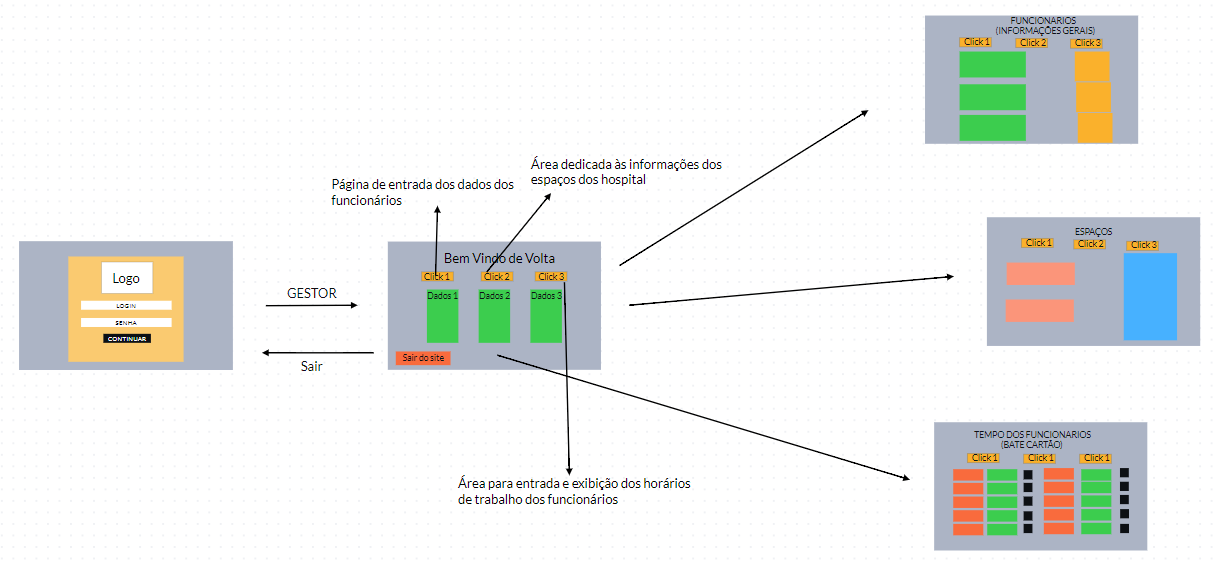 Logo
LOGIN
SENHA
CONTINUAR
GESTOR
Sair
Página de entrada dos dados dos
funcionários
Área dedicada às informações dos
espaços dos hospital
Bem Vindo de Volta
Click 1
Click 2
Click 3
Dados 1
Dados 2
Dados 3
Sair do site
Área para entrada e exibição dos horários
de trabalho dos funcionários
FUNCIONARIOS
(INFORMAÇÕES GERAIS)
Click 1
Click 2
Click 3
ESPAÇOS
Click 1
Click 2
Click 3
TEMPO DOS FUNCIONARIOS
(BATE CARTÃO)
Click 1
Click 1
Click 1